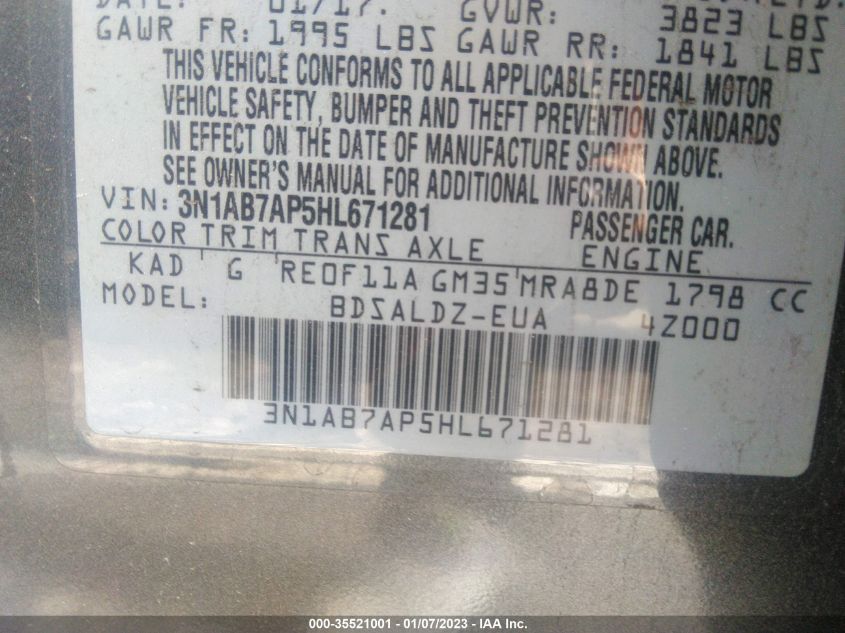 DATE: 01/17. GVWR: 3823 LBS
GAWR FR: 1995 LBS GAWR RR: 1841 LBS
THIS VEHICLE CONFORMS TO ALL APPLICABLE FEDERAL MOTOR
VEHICLE SAFETY, BUMPER AND THEFT PREVENTION STANDARDS
IN EFFECT ON THE DATE OF MANUFACTURE SHOWN ABOVE.
SEE OWNER'S MANUAL FOR ADDITIONAL INFORMATION.
VIN: 3N1AB7AP5HL671281 PASSENGER CAR.
COLOR TRIM TRANS AXLE ENGINE
KAD G RE0F11A GM35 MRA8DE 1798 CC
MODEL: BDSALDZ-EUA 4Z000
3N1AB7AP5HL671281
000-35521001 - 01/07/2023 - IAA Inc.